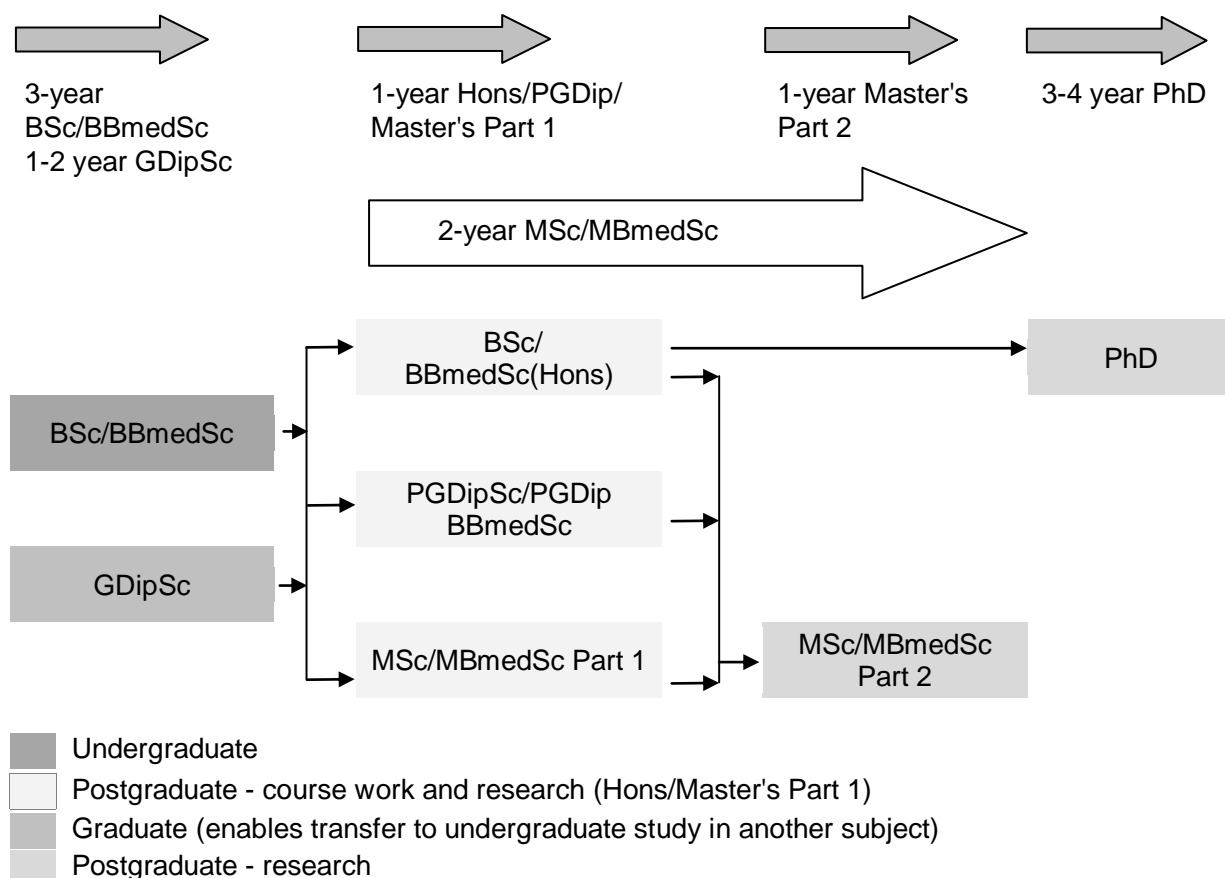 3-year
BSc/BBmedSc
1-2 year GDipSc
1-year Hons/PGDip/
Master's Part 1
1-year Master's
Part 2
3-4 year PhD
2-year MSc/MBmedSc
BSc/
BBmedSc(Hons)
PhD
BSc/BBmedSc
PGDipSc/PGDip
BBmedSc
GDipSc
MSc/MBmedSc Part 1
MSc/MBmedSc
Part 2
Undergraduate
Postgraduate - course work and research (Hons/Master's Part 1)
Graduate (enables transfer to undergraduate study in another subject)
Postgraduate - research